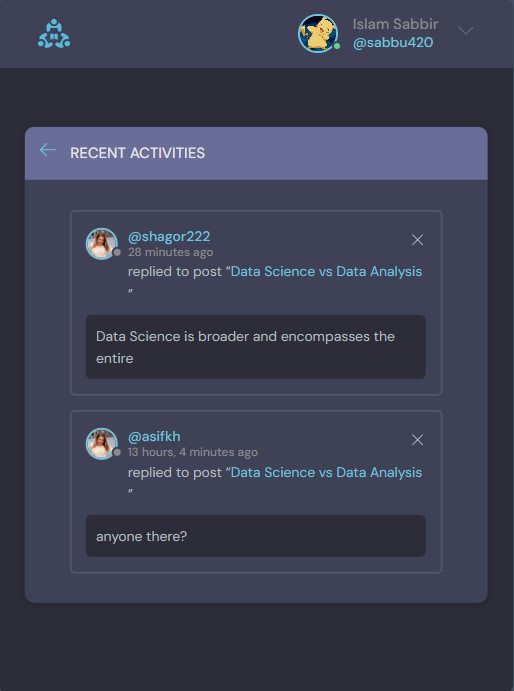 Islam Sabbir
@sabbu420
RECENT ACTIVITIES
@shagor222
28 minutes ago
replied to post “Data Science vs Data Analysis
”
Data Science is broader and encompasses the
entire
@asifkh
13 hours, 4 minutes ago
replied to post “Data Science vs Data Analysis
”
anyone there?